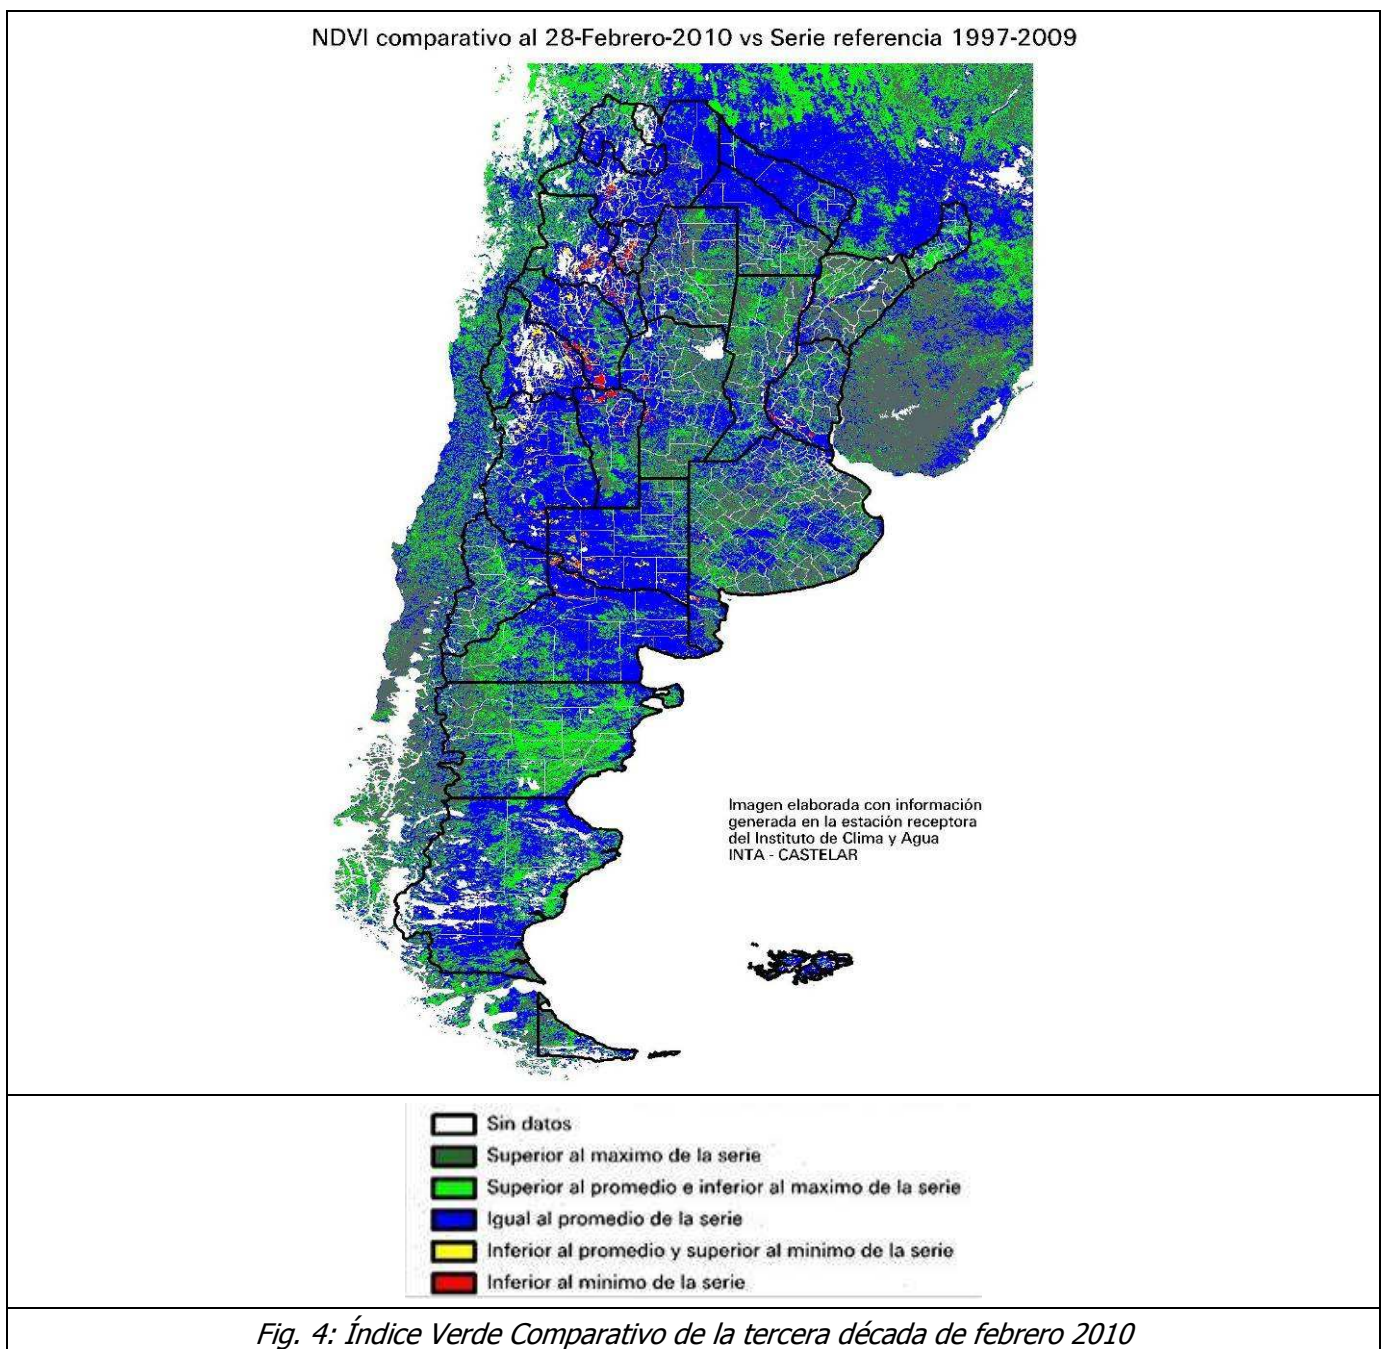 NDVI comparativo al 28-Febrero-2010 vs Serie referencia 1997-2009
Imagen elaborada con información
generada en la estación receptora
del Instituto de Clima y Agua
INTA - CASTELAR
Sin datos
Superior al maximo de la serie
Superior al promedio e inferior al maximo de la serie
Igual al promedio de la serie
Inferior al promedio y superior al minimo de la serie
Inferior al minimo de la serie
Fig. 4: Índice Verde Comparativo de la tercera década de febrero 2010